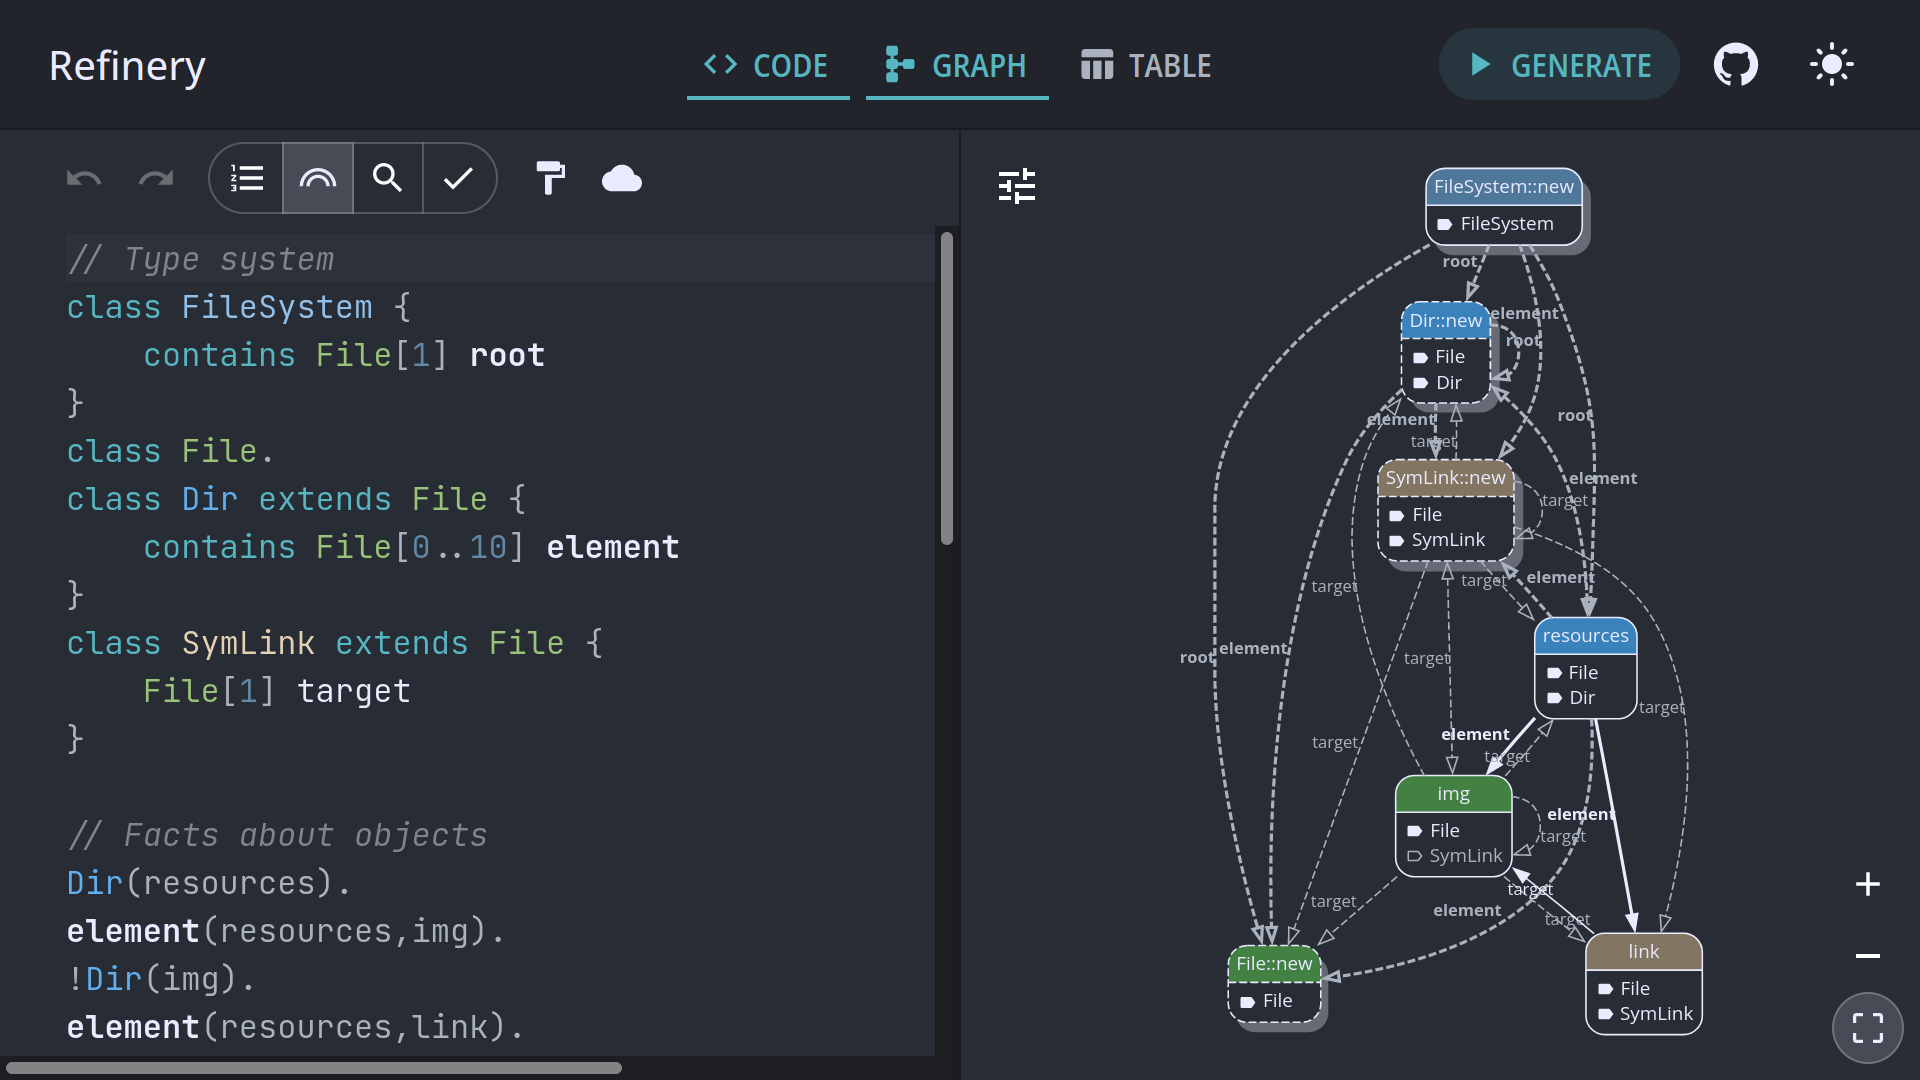 Refinery
CODE
GRAPH
TABLE
GENERATE
// Type system
class FileSystem {
    contains File[1] root
}
class File.
class Dir extends File {
    contains File[0..10] element
}
class SymLink extends File {
    File[1] target
}
// Facts about objects
Dir(resources).
element(resources,img).
!Dir(img).
element(resources,link).
FileSystem::new
FileSystem
root
Dir::new
element
root
File
Dir
element
root
target
SymLink::new
element
target
File
SymLink
target
target
element
resources
root
element
target
File
Dir
target
element
target
target
img
element
File
target
SymLink
target
target
element
target
link
File::new
File
File
SymLink